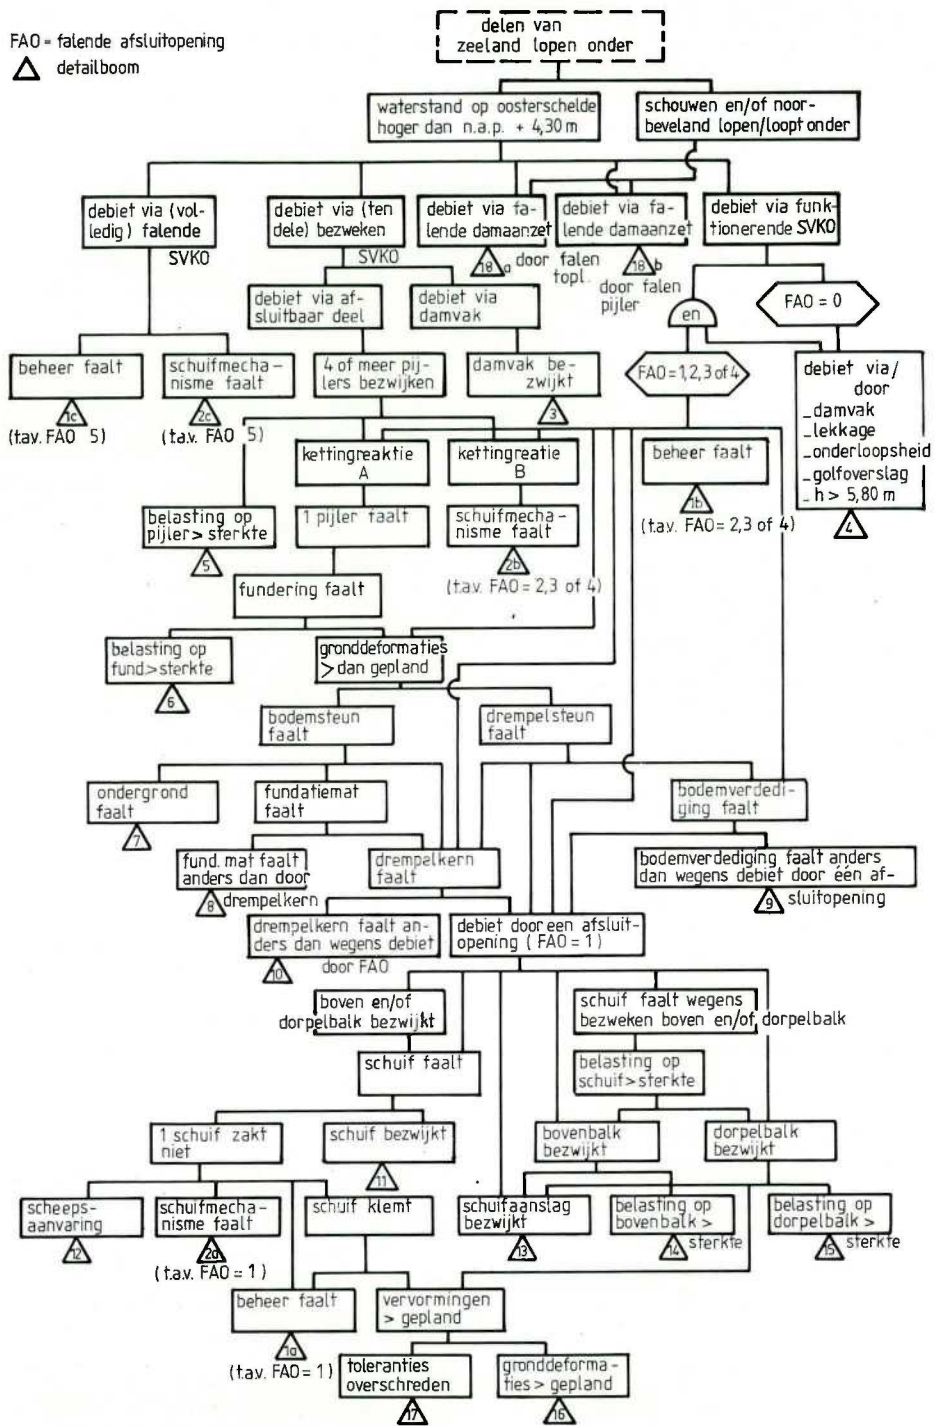 delen van
zeeland lopen onder
FAO = falende afsluitopening
detailboom
waterstand op oosterschelde
hoger dan n.a.p. + 4,30 m
schouwen en/of noor-
beveland lopen/loopt onder
debiet via (vol-
ledig) falende
SVKO
debiet via (ten
dele) bezweken
SVKO
debiet via fa-
lende damaanzet
18 a
door falen
topl.
debiet via fa-
lende damaanzet
18 b
door falen
pijler
debiet via funk-
tionerende SVKO
debiet via af-
sluitbaar deel
debiet via
damvak
en
FAO = 0
beheer faalt
1c
(t.a.v. FAO 5)
schuifmecha-
nisme faalt
2c
(t.a.v. FAO 5)
4 of meer pij-
lers bezwijken
damvak be-
zwijkt
3
FAO = 1,2,3 of 4
debiet via/
door
-damvak
-lekkage
-onderloopsheid
-golfoverslag
-h > 5,80 m
4
kettingreaktie
A
kettingreatie
B
beheer faalt
1b
(t.a.v. FAO = 2,3 of 4)
belasting op
pijler > sterkte
5
1 pijler faalt
schuifmecha-
nisme faalt
2b
(t.a.v. FAO = 2,3 of 4)
fundering faalt
belasting op
fund. > sterkte
6
gronddeformaties
> dan gepland
bodemsteun
faalt
drempelsteun
faalt
ondergrond
faalt
7
fundatiemat
faalt
bodemverdedi-
ging faalt
fund. mat faalt
anders dan door
8
drempelkern
drempelkern
faalt
bodemverdediging faalt anders
dan wegens debiet door één af-
9
sluitopening
drempelkern faalt an-
ders dan wegens debiet
10
door FAO
debiet door een afsluit-
opening (FAO = 1)
boven en/of
dorpelbalk bezwijkt
schuif faalt wegens
bezweken boven en/of dorpelbalk
schuif faalt
belasting op
schuif > sterkte
1 schuif zakt
niet
schuif bezwijkt
11
bovenbalk
bezwijkt
dorpelbalk
bezwijkt
scheeps-
aanvaring
12
schuifmecha-
nisme faalt
2a
(t.a.v. FAO = 1)
schuif klemt
schuifaanslag
bezwijkt
13
belasting op
bovenbalk >
14
sterkte
belasting op
dorpelbalk >
15
sterkte
beheer faalt
1a
(t.a.v. FAO = 1)
vervormingen
> gepland
toleranties
overschreden
17
gronddeforma-
ties > gepland
16